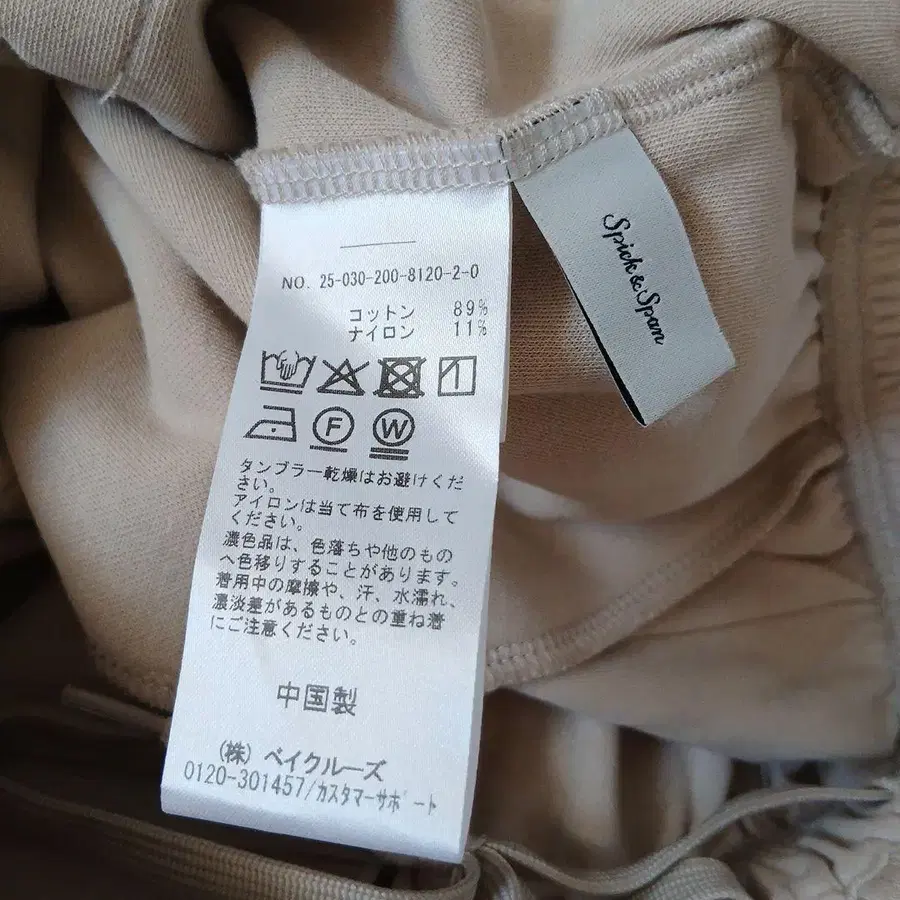 NO. 25-030-200-8120-2-0
コットン 89%
ナイロン 11%
F W
タンブラー乾燥はお避けくだ
さい。
アイロンは当て布を使用して
ください。
濃色品は、色落ちや他のもの
へ色移りすることがあります。
着用中の摩擦や、汗、水濡れ、
濃淡差があるものとの重ね着
にご注意ください。
中国製
(株) ベイクルーズ
0120-301457/カスタマーサポート
Spick & Span